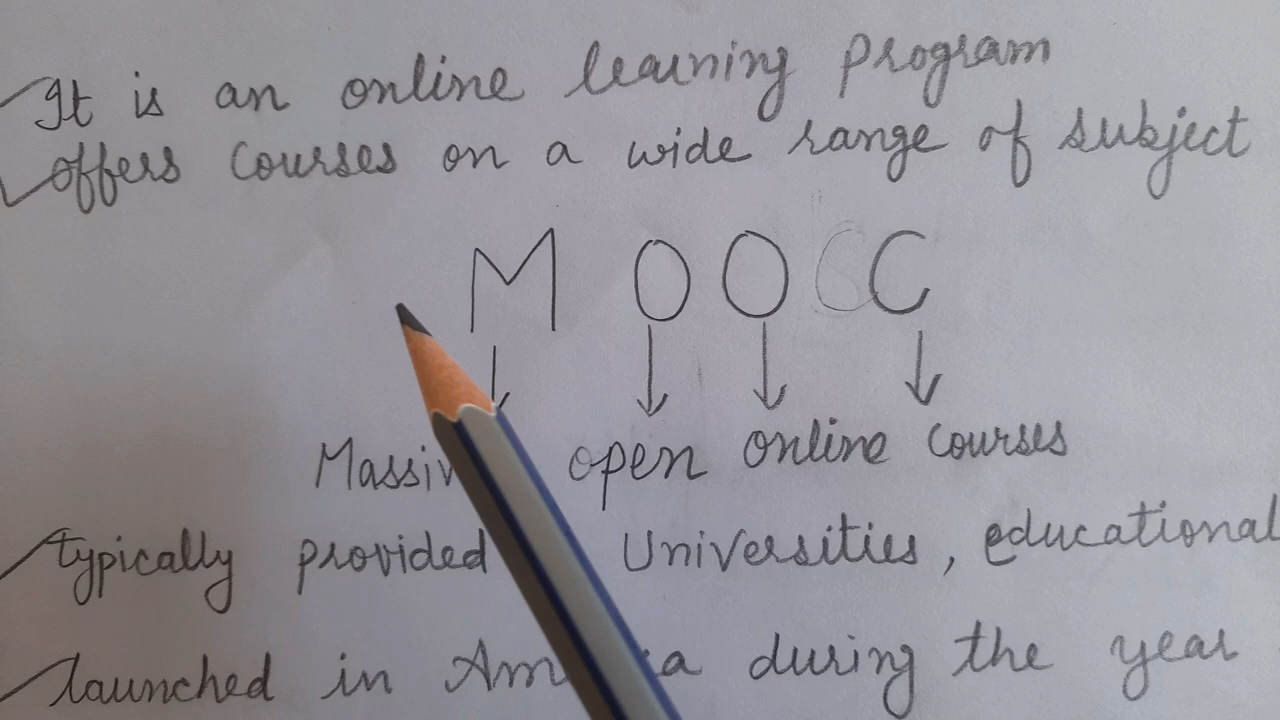 It is an online learning program
offers courses on a wide range of subject
M O O C
Massiv open online courses
typically provided Universities, educational
launched in Am a during the year